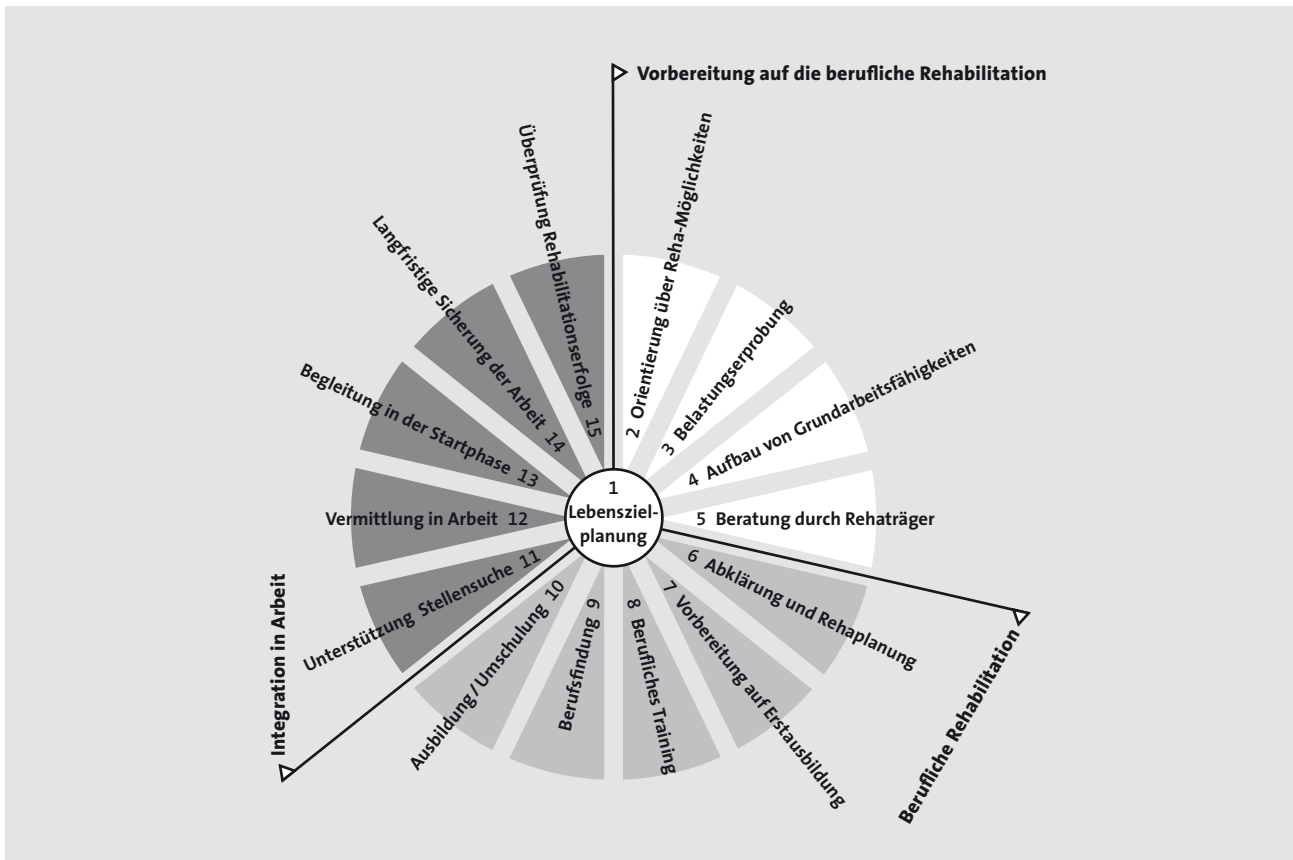 Vorbereitung auf die berufliche Rehabilitation
1
Lebensziel-
planung
2 Orientierung über Reha-Möglichkeiten
3 Belastungserprobung
4 Aufbau von Grundarbeitsfähigkeiten
5 Beratung durch Rehaträger
Berufliche Rehabilitation
6 Abklärung und Rehaplanung
7 Vorbereitung auf Erstausbildung
8 Berufliches Training
Berufsfindung 9
Ausbildung / Umschulung 10
Integration in Arbeit
Unterstützung Stellensuche 11
Vermittlung in Arbeit 12
Begleitung in der Startphase 13
Langfristige Sicherung der Arbeit 14
Überprüfung Rehabilitationserfolge 15